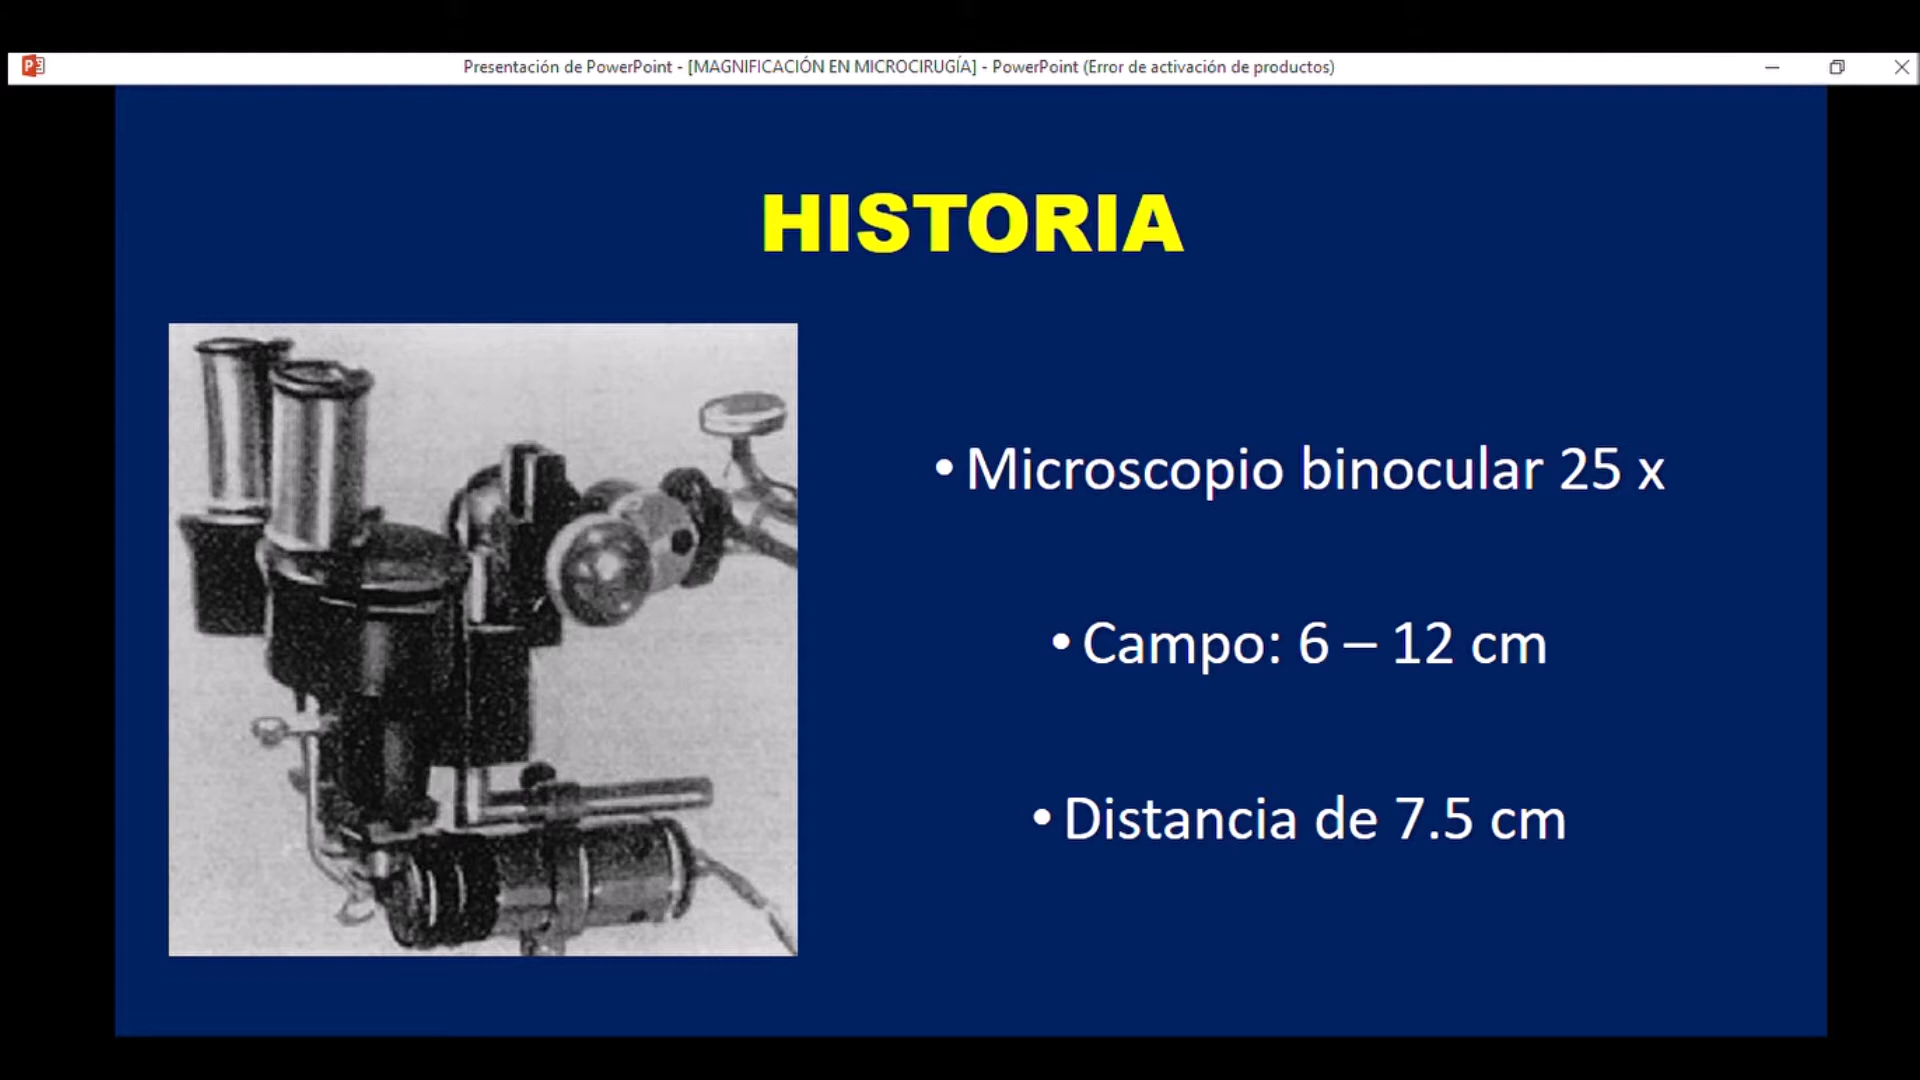 Presentación de PowerPoint - [MAGNIFICACIÓN EN MICROCIRUGÍA] - PowerPoint (Error de activación de productos)
HISTORIA
• Microscopio binocular 25 x
• Campo: 6 – 12 cm
• Distancia de 7.5 cm